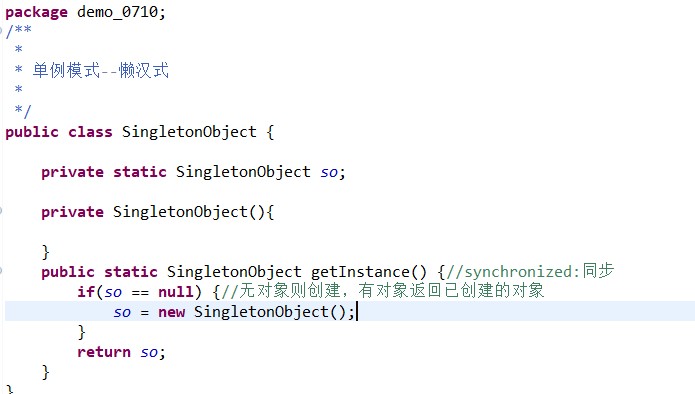 package demo_0710;
/**
 *
 * 单例模式--懒汉式
 *
 */
public class SingletonObject {
private static SingletonObject so;
private SingletonObject(){
}
public static SingletonObject getInstance() {//synchronized:同步
if(so == null) {//无对象则创建，有对象返回已创建的对象
so = new SingletonObject();
}
return so;
}
}